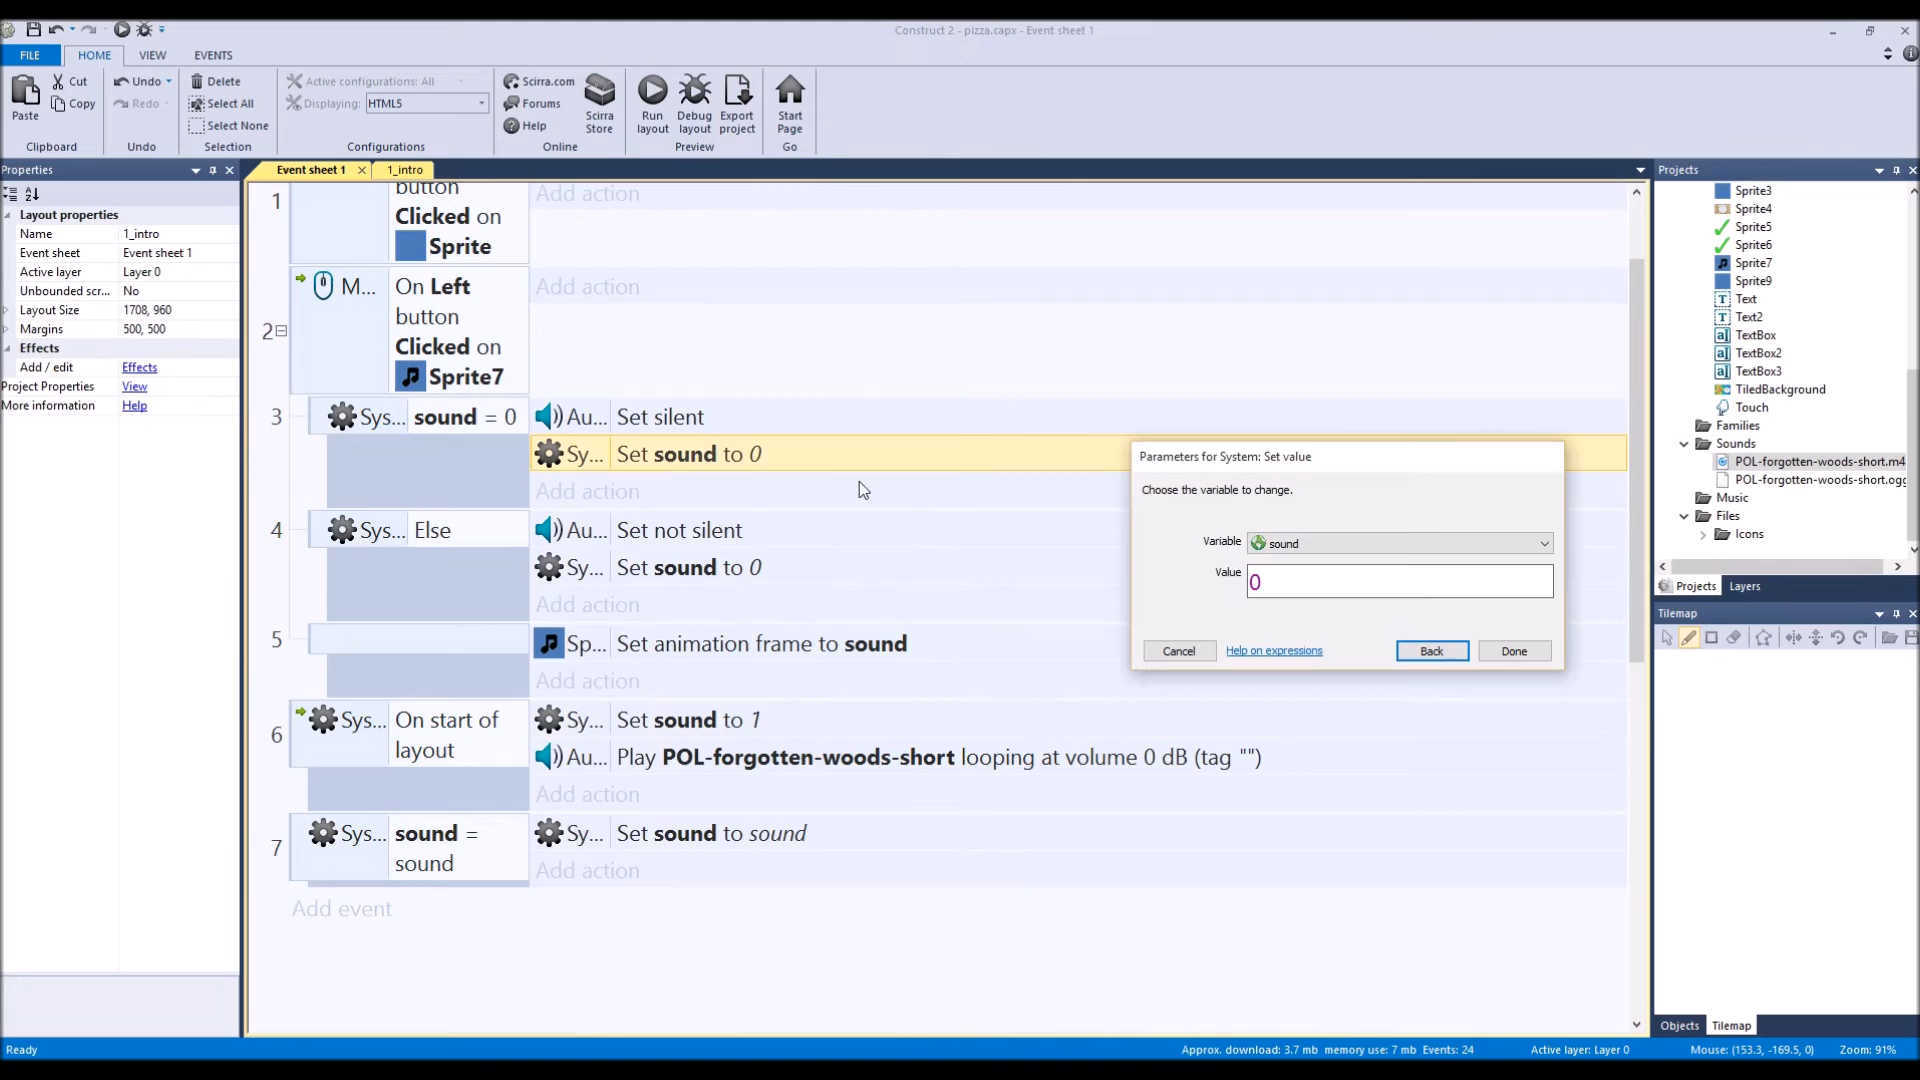 Construct 2 - pizza.capx - Event sheet 1
FILE HOME VIEW EVENTS
Paste
Cut
Copy
Clipboard
Undo
Redo
Undo
Delete
Select All
Select None
Selection
Active configurations: All
Displaying: HTML5
Configurations
Scirra.com
Forums
Help
Scirra Store
Online
Run layout
Debug layout
Export project
Preview
Start Page
Go
Properties
Layout properties
Name 1_intro
Event sheet Event sheet 1
Active layer Layer 0
Unbounded scr... No
Layout Size 1708, 960
Margins 500, 500
Effects
Add / edit Effects
Project Properties View
More information Help
Event sheet 1 1_intro
1
button
Clicked on
Sprite
Add action
2
M...
On Left
button
Clicked on
Sprite7
Add action
3 Sys... sound = 0 Au... Set silent
Sy... Set sound to 0
Add action
4 Sys... Else Au... Set not silent
Sy... Set sound to 0
Add action
5 Sp... Set animation frame to sound
Add action
6 Sys... On start of layout Sy... Set sound to 1
Au... Play POL-forgotten-woods-short looping at volume 0 dB (tag "")
Add action
7 Sys... sound = sound Sy... Set sound to sound
Add action
Add event
Parameters for System: Set value
Choose the variable to change.
Variable sound
Value 0
Cancel Help on expressions Back Done
Projects
Sprite3
Sprite4
Sprite5
Sprite6
Sprite7
Sprite9
Text
Text2
TextBox
TextBox2
TextBox3
TiledBackground
Touch
Families
Sounds
POL-forgotten-woods-short.m4
POL-forgotten-woods-short.ogg
Music
Files
Icons
Projects Layers
Tilemap
Objects Tilemap
Ready
Approx. download: 3.7 mb memory use: 7 mb Events: 24
Active layer: Layer 0
Mouse: (153.3, -169.5, 0)
Zoom: 91%